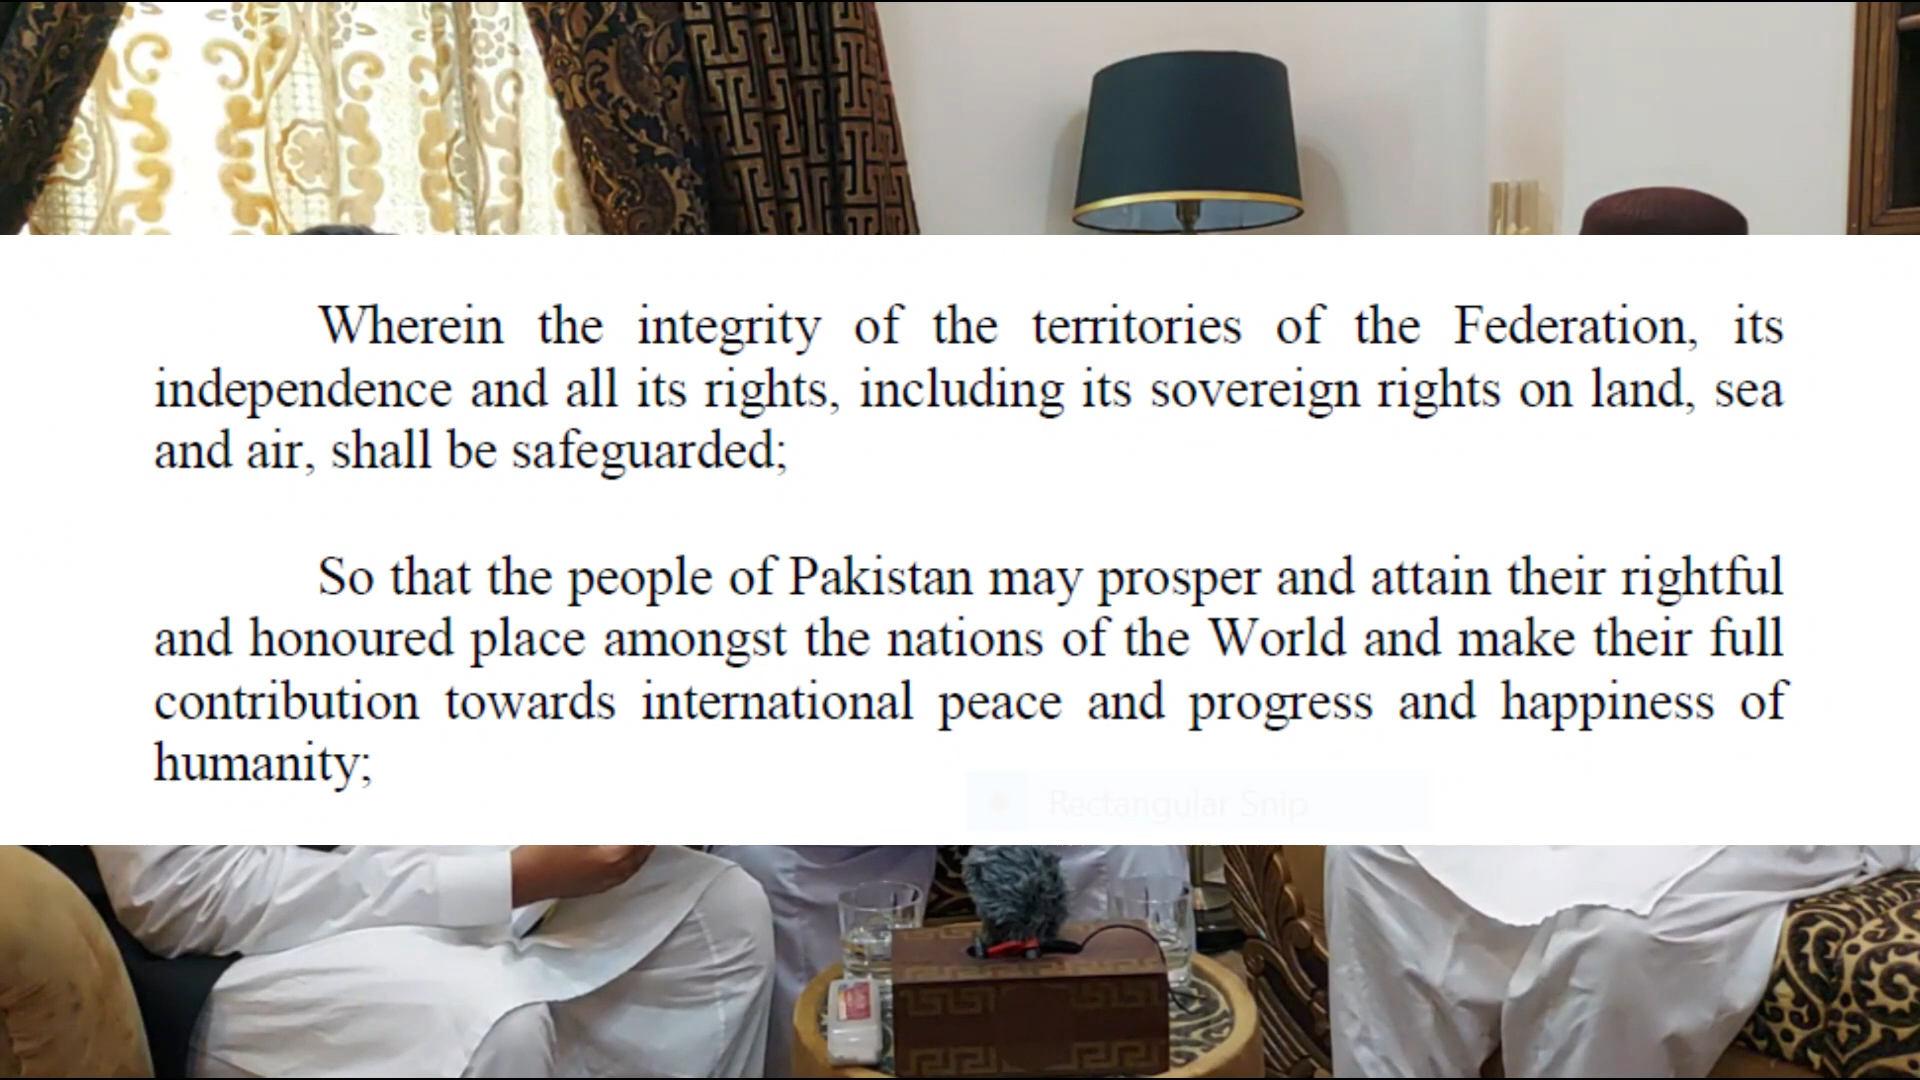 Wherein the integrity of the territories of the Federation, its
independence and all its rights, including its sovereign rights on land, sea
and air, shall be safeguarded;
So that the people of Pakistan may prosper and attain their rightful
and honoured place amongst the nations of the World and make their full
contribution towards international peace and progress and happiness of
humanity;
Rectangular Snip